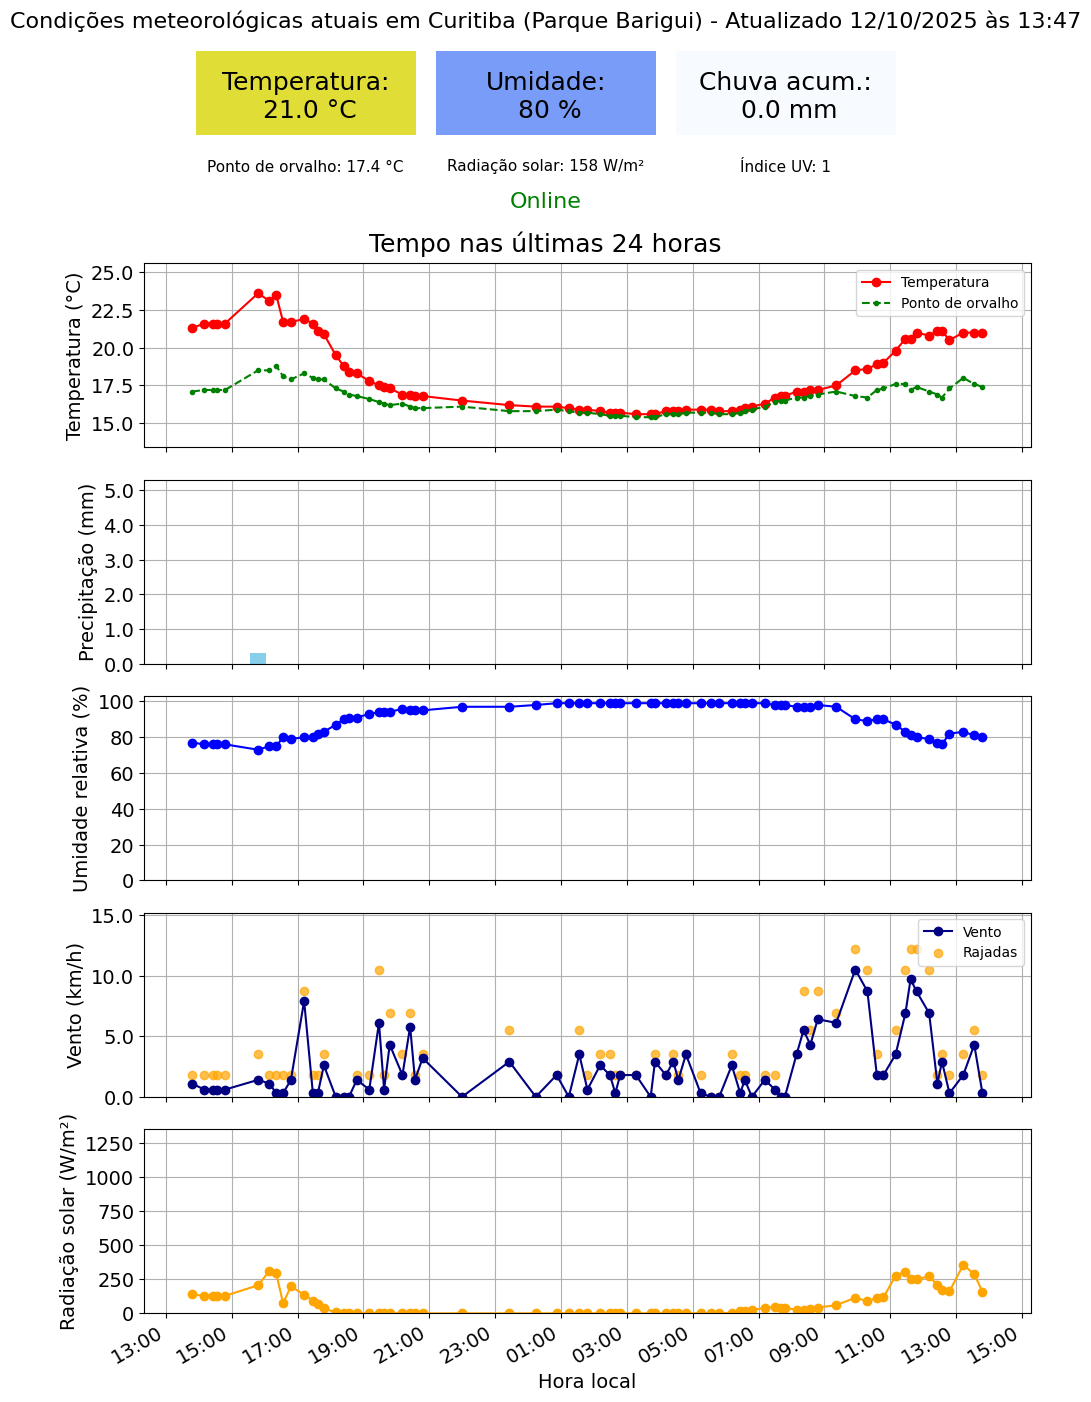 Condições meteorológicas atuais em Curitiba (Parque Barigui) - Atualizado 12/10/2025 às 13:47
Temperatura:
21.0 °C
Umidade:
80 %
Chuva acum.:
0.0 mm
Ponto de orvalho: 17.4 °C
Radiação solar: 158 W/m²
Índice UV: 1
Online
Tempo nas últimas 24 horas
Temperatura (°C)
25.0
22.5
20.0
17.5
15.0
Temperatura
Ponto de orvalho
Precipitação (mm)
5.0
4.0
3.0
2.0
1.0
0.0
Umidade relativa (%)
100
80
60
40
20
0
Vento (km/h)
15.0
10.0
5.0
0.0
Vento
Rajadas
Radiação solar (W/m²)
1250
1000
750
500
250
0
13:00
15:00
17:00
19:00
21:00
23:00
01:00
03:00
05:00
07:00
09:00
11:00
13:00
15:00
Hora local